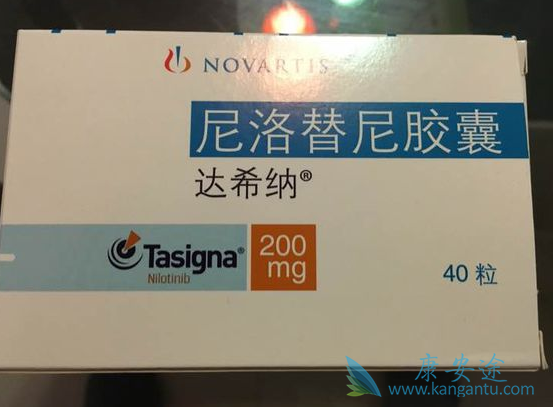 NOVARTIS
尼洛替尼胶囊
达希纳®
Tasigna®
Nilotinib
200
mg
40 粒
康安途
www.kangantu.com